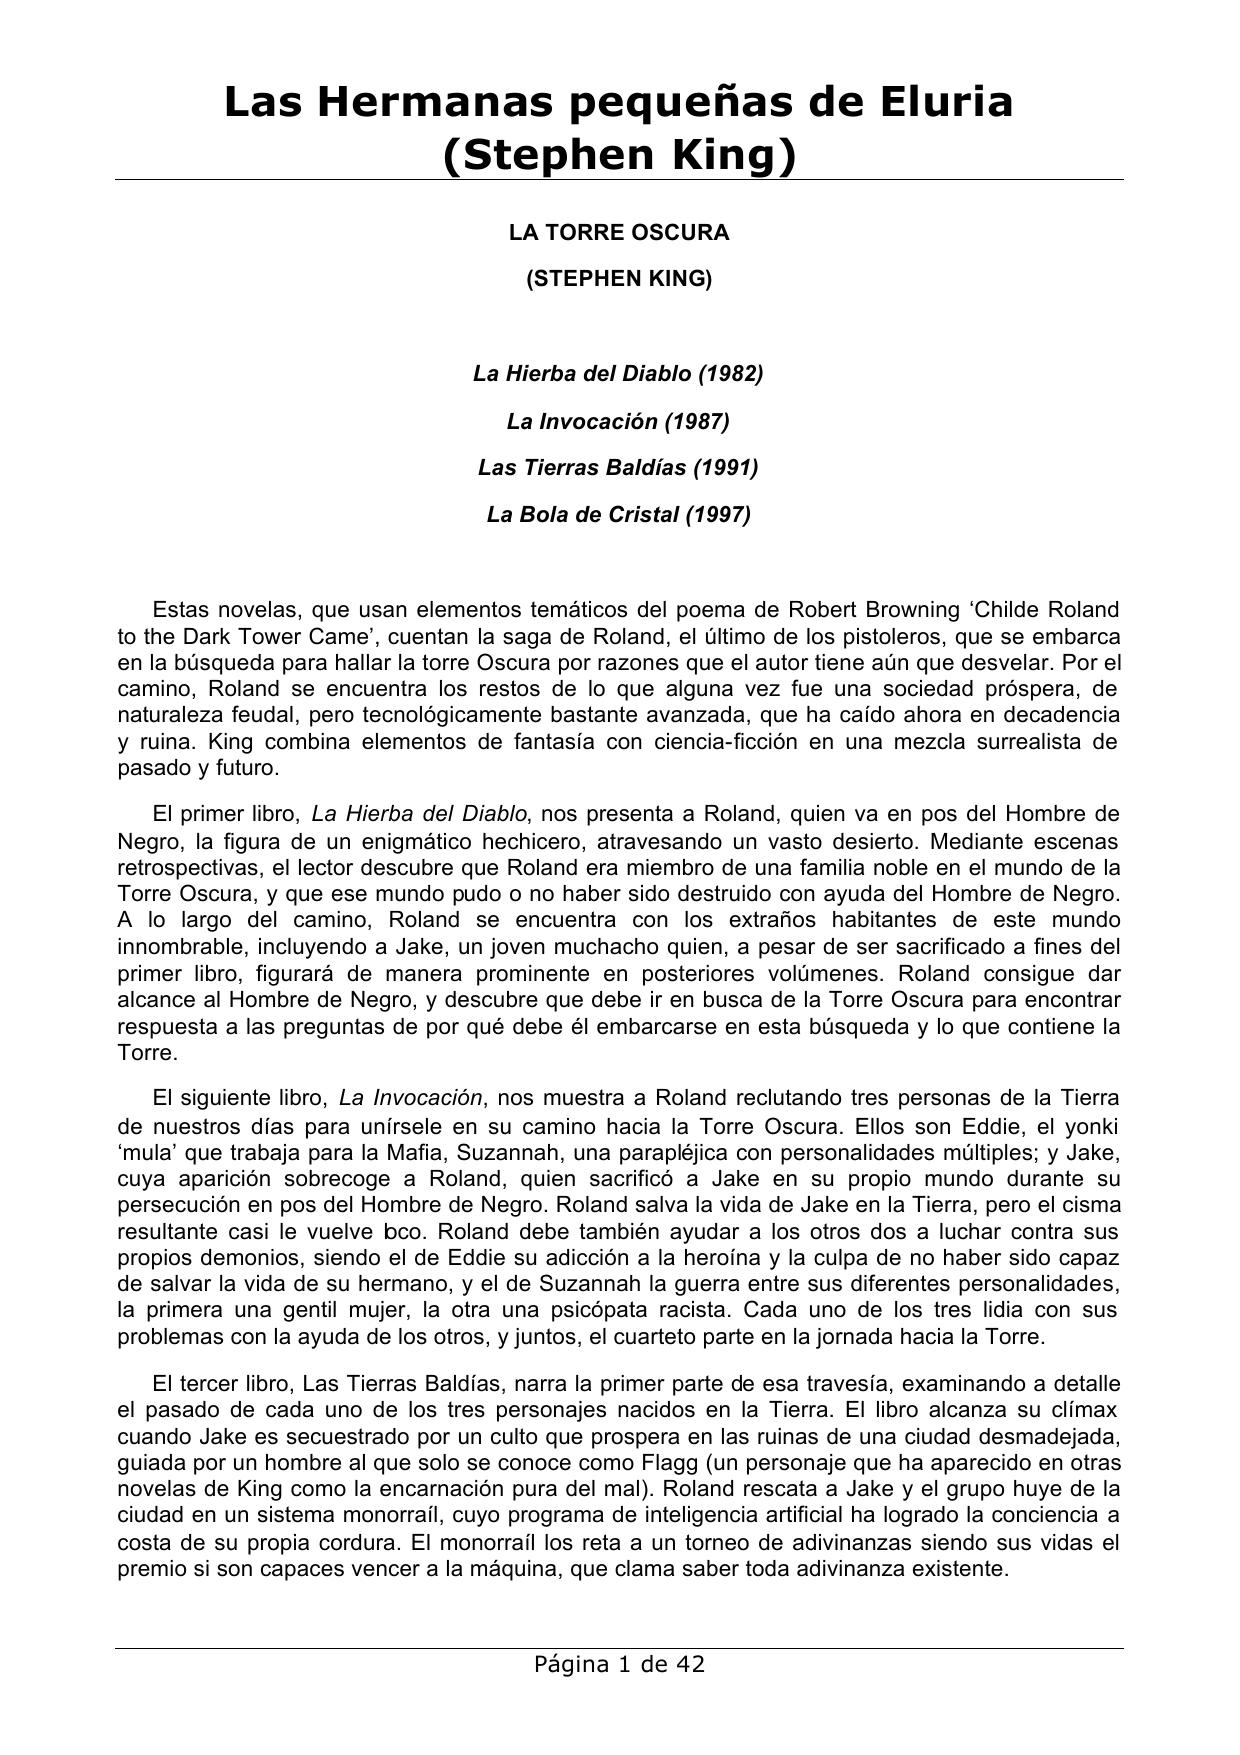 Las Hermanas pequeñas de Eluria
(Stephen King)
LA TORRE OSCURA
(STEPHEN KING)
La Hierba del Diablo (1982)
La Invocación (1987)
Las Tierras Baldías (1991)
La Bola de Cristal (1997)
Estas novelas, que usan elementos temáticos del poema de Robert Browning ‘Childe Roland
to the Dark Tower Came’, cuentan la saga de Roland, el último de los pistoleros, que se embarca
en la búsqueda para hallar la torre Oscura por razones que el autor tiene aún que desvelar. Por el
camino, Roland se encuentra los restos de lo que alguna vez fue una sociedad próspera, de
naturaleza feudal, pero tecnológicamente bastante avanzada, que ha caído ahora en decadencia
y ruina. King combina elementos de fantasía con ciencia-ficción en una mezcla surrealista de
pasado y futuro.
El primer libro, La Hierba del Diablo, nos presenta a Roland, quien va en pos del Hombre de
Negro, la figura de un enigmático hechicero, atravesando un vasto desierto. Mediante escenas
retrospectivas, el lector descubre que Roland era miembro de una familia noble en el mundo de la
Torre Oscura, y que ese mundo pudo o no haber sido destruido con ayuda del Hombre de Negro.
A lo largo del camino, Roland se encuentra con los extraños habitantes de este mundo
innombrable, incluyendo a Jake, un joven muchacho quien, a pesar de ser sacrificado a fines del
primer libro, figurará de manera prominente en posteriores volúmenes. Roland consigue dar
alcance al Hombre de Negro, y descubre que debe ir en busca de la Torre Oscura para encontrar
respuesta a las preguntas de por qué debe él embarcarse en esta búsqueda y lo que contiene la
Torre.
El siguiente libro, La Invocación, nos muestra a Roland reclutando tres personas de la Tierra
de nuestros días para unírsele en su camino hacia la Torre Oscura. Ellos son Eddie, el yonki
‘mula’ que trabaja para la Mafia, Suzannah, una parapléjica con personalidades múltiples; y Jake,
cuya aparición sobrecoge a Roland, quien sacrificó a Jake en su propio mundo durante su
persecución en pos del Hombre de Negro. Roland salva la vida de Jake en la Tierra, pero el cisma
resultante casi le vuelve loco. Roland debe también ayudar a los otros dos a luchar contra sus
propios demonios, siendo el de Eddie su adicción a la heroína y la culpa de no haber sido capaz
de salvar la vida de su hermano, y el de Suzannah la guerra entre sus diferentes personalidades,
la primera una gentil mujer, la otra una psicópata racista. Cada uno de los tres lidia con sus
problemas con la ayuda de los otros, y juntos, el cuarteto parte en la jornada hacia la Torre.
El tercer libro, Las Tierras Baldías, narra la primer parte de esa travesía, examinando a detalle
el pasado de cada uno de los tres personajes nacidos en la Tierra. El libro alcanza su clímax
cuando Jake es secuestrado por un culto que prospera en las ruinas de una ciudad desmadejada,
guiada por un hombre al que solo se conoce como Flagg (un personaje que ha aparecido en otras
novelas de King como la encarnación pura del mal). Roland rescata a Jake y el grupo huye de la
ciudad en un sistema monorraíl, cuyo programa de inteligencia artificial ha logrado la conciencia a
costa de su propia cordura. El monorraíl los reta a un torneo de adivinanzas siendo sus vidas el
premio si son capaces vencer a la máquina, que clama saber toda adivinanza existente.
Página 1 de 42